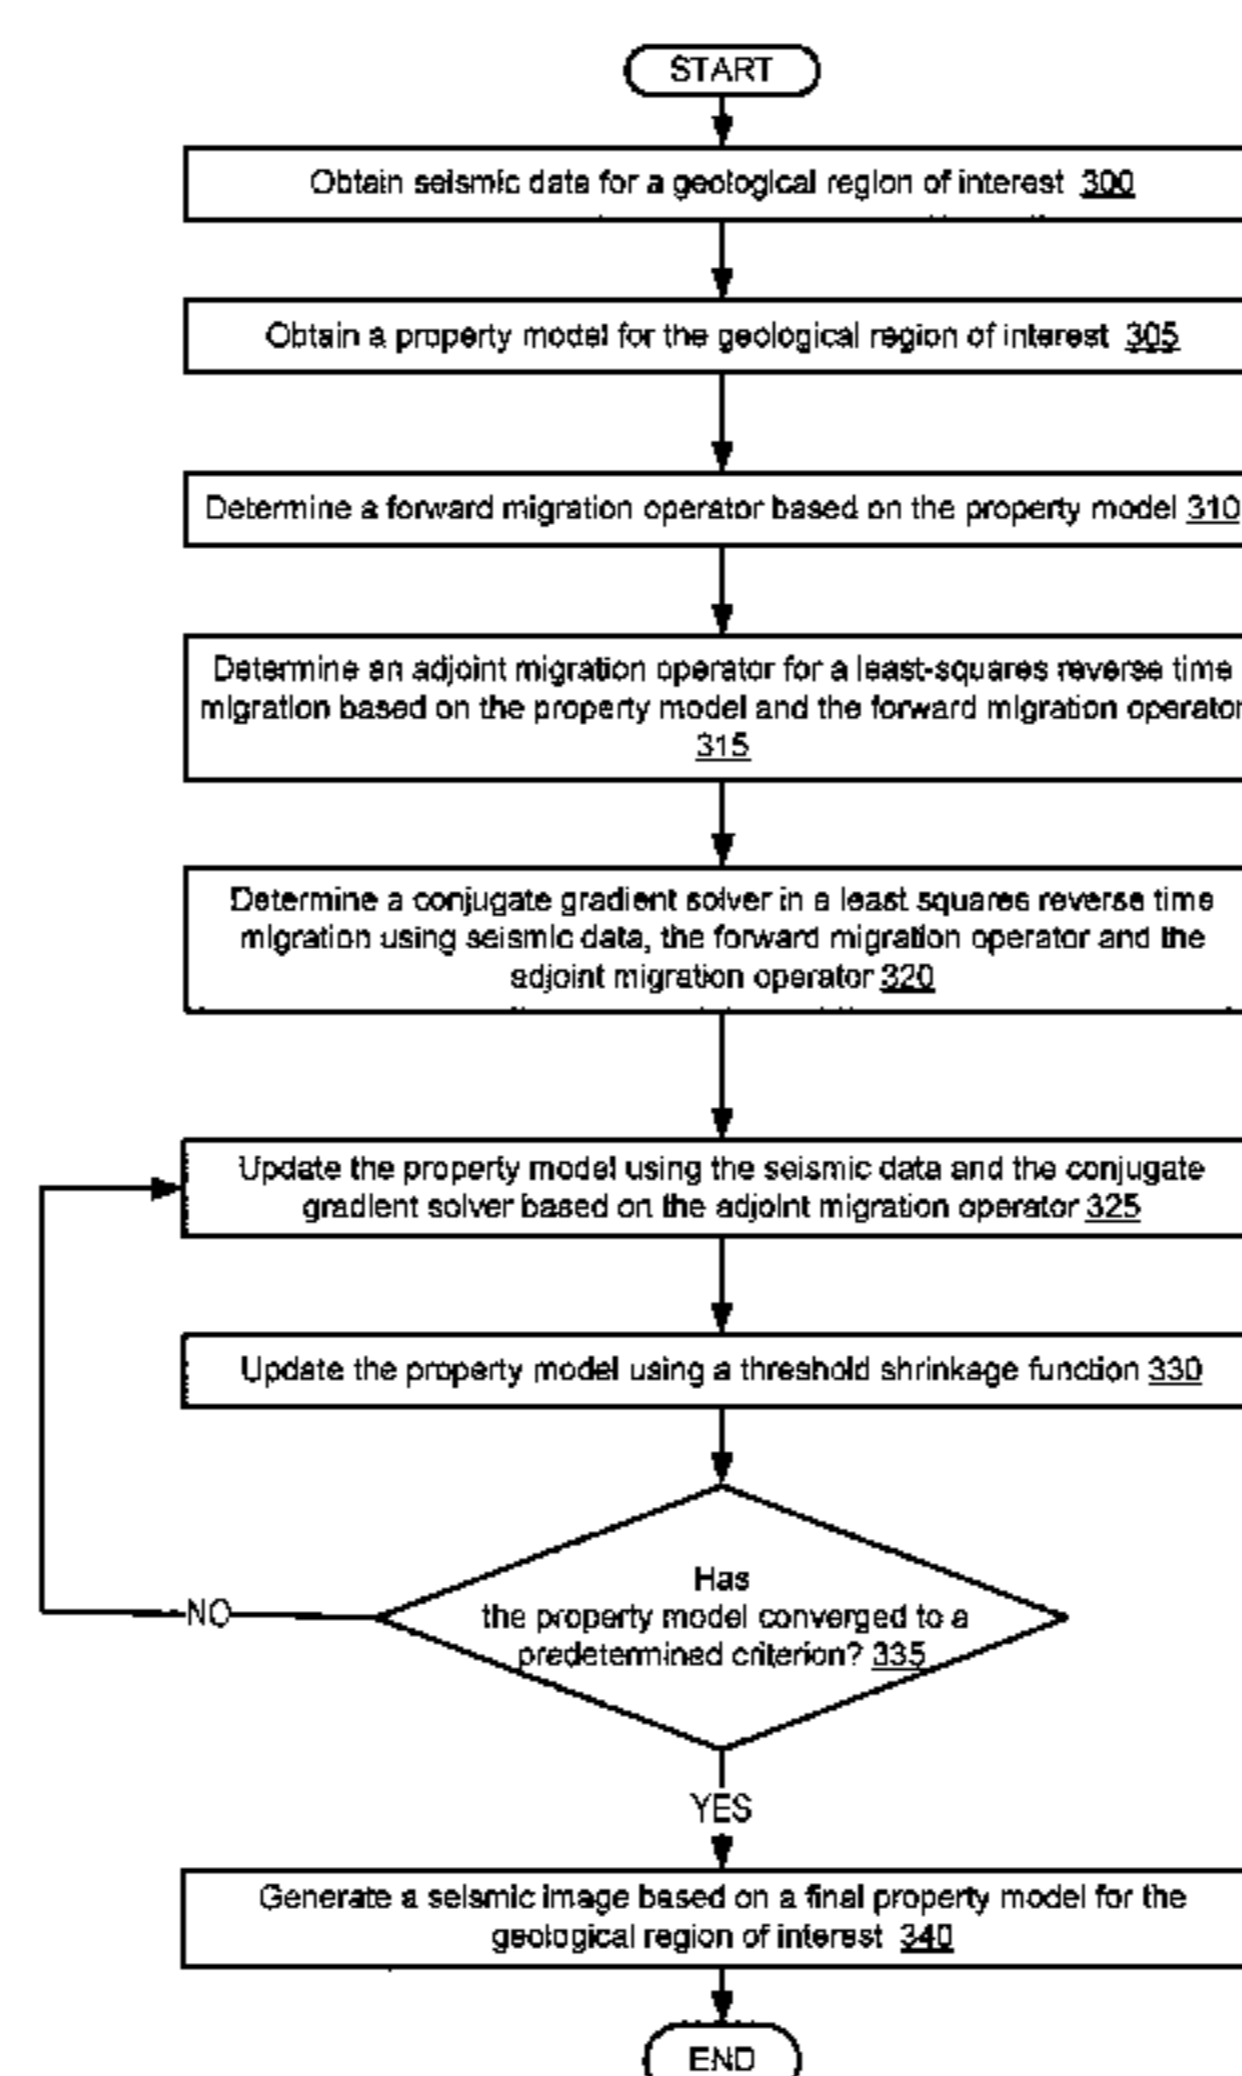 START
Obtain seismic data for a geological region of interest 300
Obtain a property model for the geological region of interest 305
Determine a forward migration operator based on the property model 310
Determine an adjoint migration operator for a least-squares reverse time
migration based on the property model and the forward migration operator
315
Determine a conjugate gradient solver in a least squares reverse time
migration using seismic data, the forward migration operator and the
adjoint migration operator 320
Update the property model using the seismic data and the conjugate
gradient solver based on the adjoint migration operator 325
Update the property model using a threshold shrinkage function 330
Has
the property model converged to a
predetermined criterion? 335
NO
YES
Generate a seismic image based on a final property model for the
geological region of interest 340
END